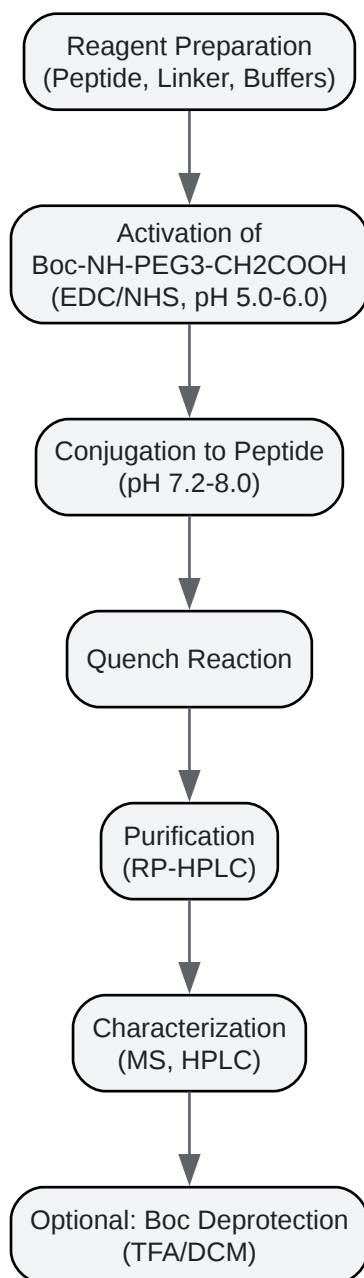 Reagent Preparation
(Peptide, Linker, Buffers)
Activation of
Boc-NH-PEG3-CH2COOH
(EDC/NHS, pH 5.0-6.0)
Conjugation to Peptide
(pH 7.2-8.0)
Quench Reaction
Purification
(RP-HPLC)
Characterization
(MS, HPLC)
Optional: Boc Deprotection
(TFA/DCM)